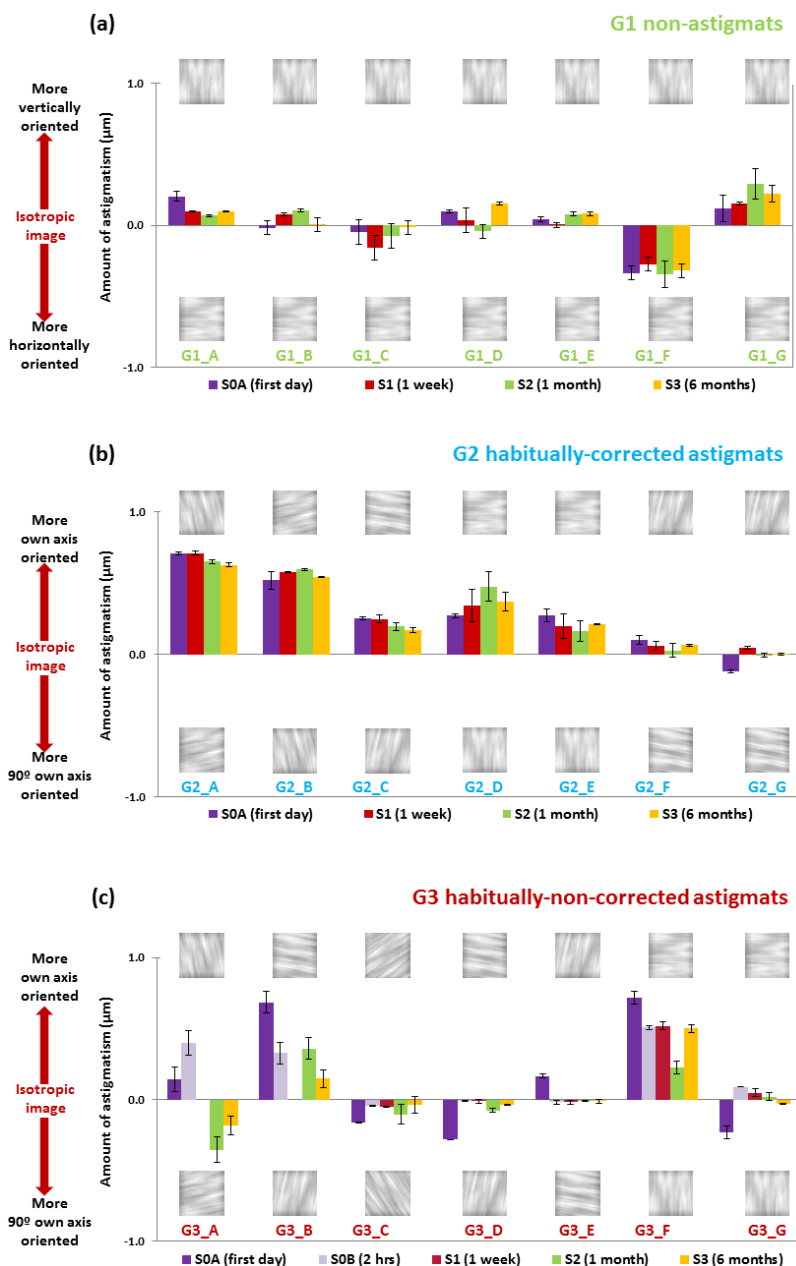 (a)
G1 non-astigmats
More
vertically
oriented
Isotropic
image
More
horizontally
oriented
Amount of astigmatism (µm)
1.0
0.0
-1.0
G1_A G1_B G1_C G1_D G1_E G1_F G1_G
S0A (first day) S1 (1 week) S2 (1 month) S3 (6 months)
(b)
G2 habitually-corrected astigmats
More
own axis
oriented
Isotropic
image
More
90º own axis
oriented
Amount of astigmatism (µm)
1.0
0.0
-1.0
G2_A G2_B G2_C G2_D G2_E G2_F G2_G
S0A (first day) S1 (1 week) S2 (1 month) S3 (6 months)
(c)
G3 habitually-non-corrected astigmats
More
own axis
oriented
Isotropic
image
More
90º own axis
oriented
Amount of astigmatism (µm)
1.0
0.0
-1.0
G3_A G3_B G3_C G3_D G3_E G3_F G3_G
S0A (first day) S0B (2 hrs) S1 (1 week) S2 (1 month) S3 (6 months)